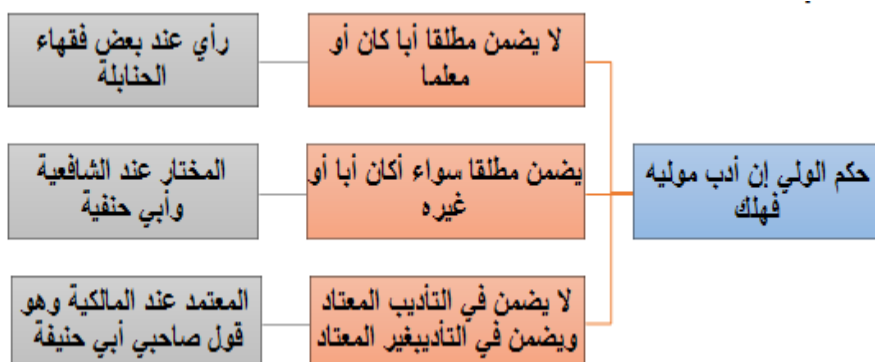 حكم الولي إن أدب موليه
فهلك
لا يضمن مطلقا أبا كان أو
معلما
رأي عند بعض فقهاء
الحنابلة
يضمن مطلقا سواء أكان أبا أو
غيره
المختار عند الشافعية
وأبي حنفية
لا يضمن في التأديب المعتاد
ويضمن في التأديبغير المعتاد
المعتمد عند المالكية وهو
قول صاحبي أبي حنيفة